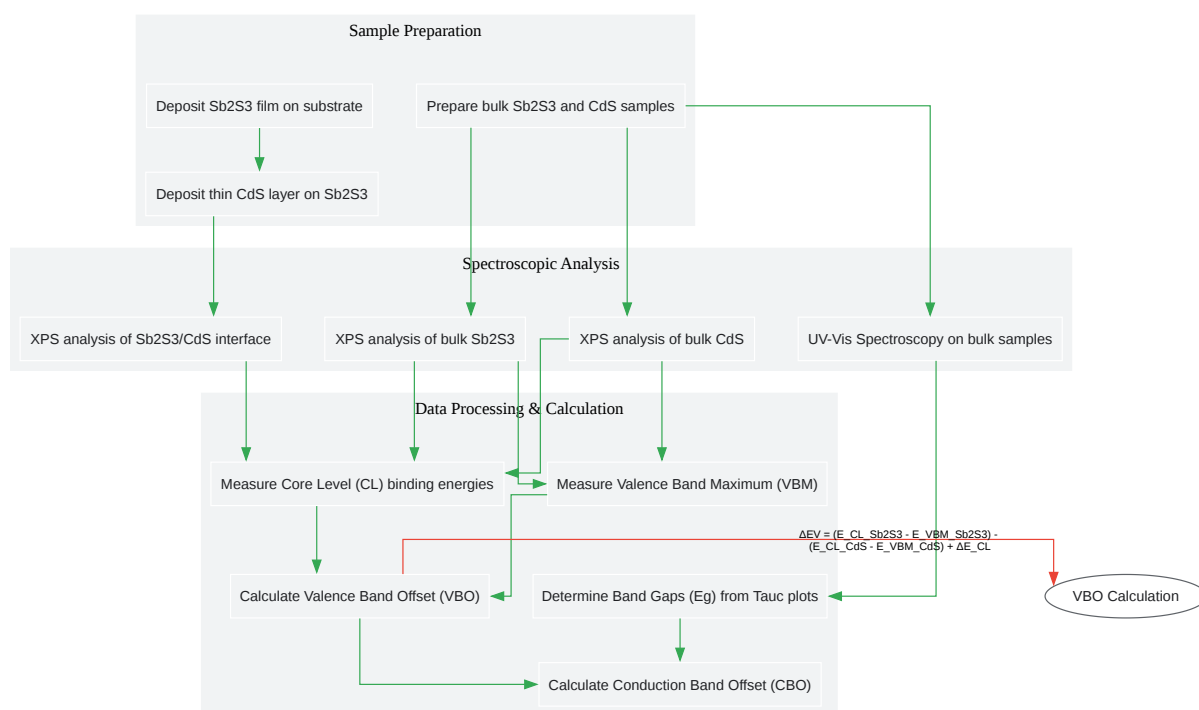 Sample Preparation
Deposit Sb2S3 film on substrate
Prepare bulk Sb2S3 and CdS samples
Deposit thin CdS layer on Sb2S3
Spectroscopic Analysis
XPS analysis of Sb2S3/CdS interface
XPS analysis of bulk Sb2S3
XPS analysis of bulk CdS
UV-Vis Spectroscopy on bulk samples
Data Processing & Calculation
Measure Core Level (CL) binding energies
Measure Valence Band Maximum (VBM)
ΔEV = (E_CL_Sb2S3 - E_VBM_Sb2S3) -
(E_CL_CdS - E_VBM_CdS) + ΔE_CL
Calculate Valence Band Offset (VBO)
Determine Band Gaps (Eg) from Tauc plots
VBO Calculation
Calculate Conduction Band Offset (CBO)